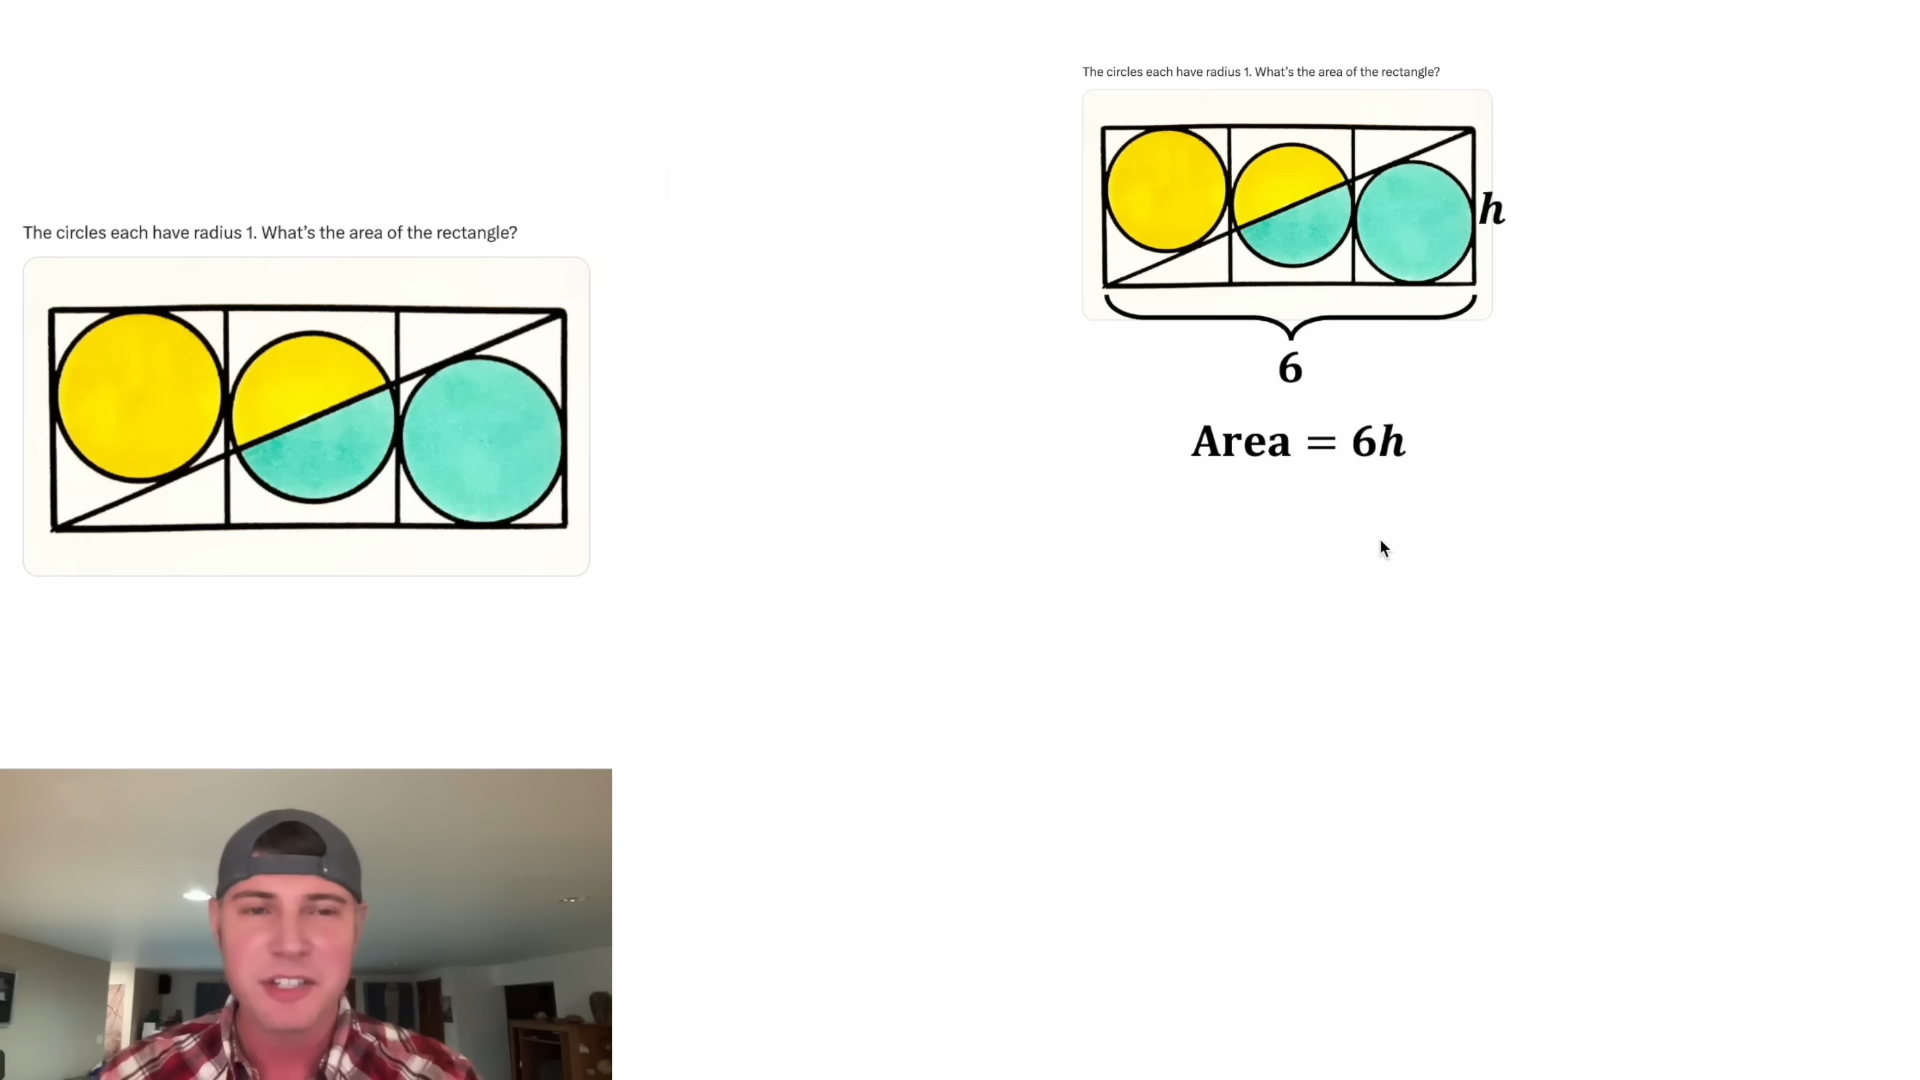 The circles each have radius 1. What's the area of the rectangle?
The circles each have radius 1. What's the area of the rectangle?
h
6
Area = 6h